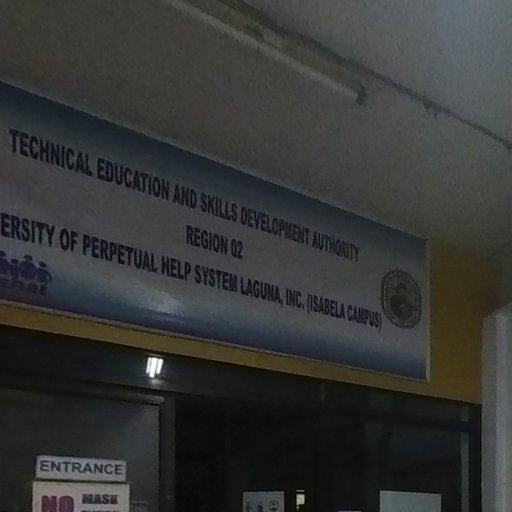 TECHNICAL EDUCATION AND SKILLS DEVELOPMENT AUTHORITY
REGION 02
ERSITY OF PERPETUAL HELP SYSTEM LAGUNA, INC. (ISABELA CAMPUS)
ENTRANCE
NO MASK